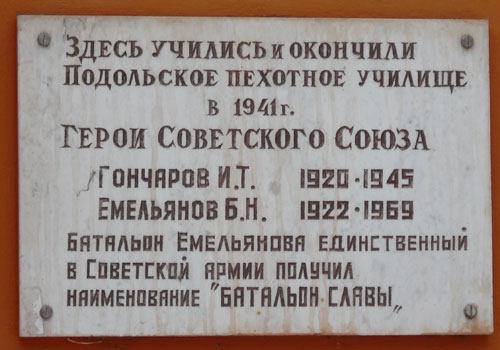 Здесь учились и окончили
Подольское пехотное училище
в 1941 г.
Герои Советского Союза
Гончаров И.Т. 1920-1945
Емельянов Б.Н. 1922-1969
Батальон Емельянова единственный
в Советской армии получил
наименование "Батальон славы„